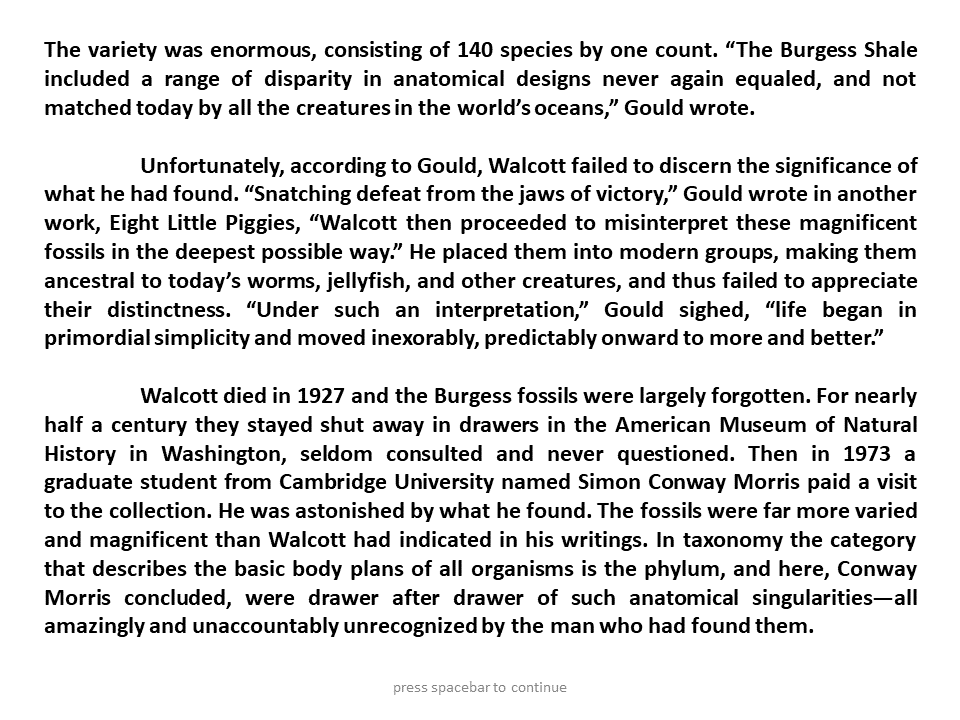 The variety was enormous, consisting of 140 species by one count. “The Burgess Shale
included a range of disparity in anatomical designs never again equaled, and not
matched today by all the creatures in the world’s oceans,” Gould wrote.
Unfortunately, according to Gould, Walcott failed to discern the significance of
what he had found. “Snatching defeat from the jaws of victory,” Gould wrote in another
work, Eight Little Piggies, “Walcott then proceeded to misinterpret these magnificent
fossils in the deepest possible way.” He placed them into modern groups, making them
ancestral to today’s worms, jellyfish, and other creatures, and thus failed to appreciate
their distinctness. “Under such an interpretation,” Gould sighed, “life began in
primordial simplicity and moved inexorably, predictably onward to more and better.”
Walcott died in 1927 and the Burgess fossils were largely forgotten. For nearly
half a century they stayed shut away in drawers in the American Museum of Natural
History in Washington, seldom consulted and never questioned. Then in 1973 a
graduate student from Cambridge University named Simon Conway Morris paid a visit
to the collection. He was astonished by what he found. The fossils were far more varied
and magnificent than Walcott had indicated in his writings. In taxonomy the category
that describes the basic body plans of all organisms is the phylum, and here, Conway
Morris concluded, were drawer after drawer of such anatomical singularities—all
amazingly and unaccountably unrecognized by the man who had found them.
press spacebar to continue